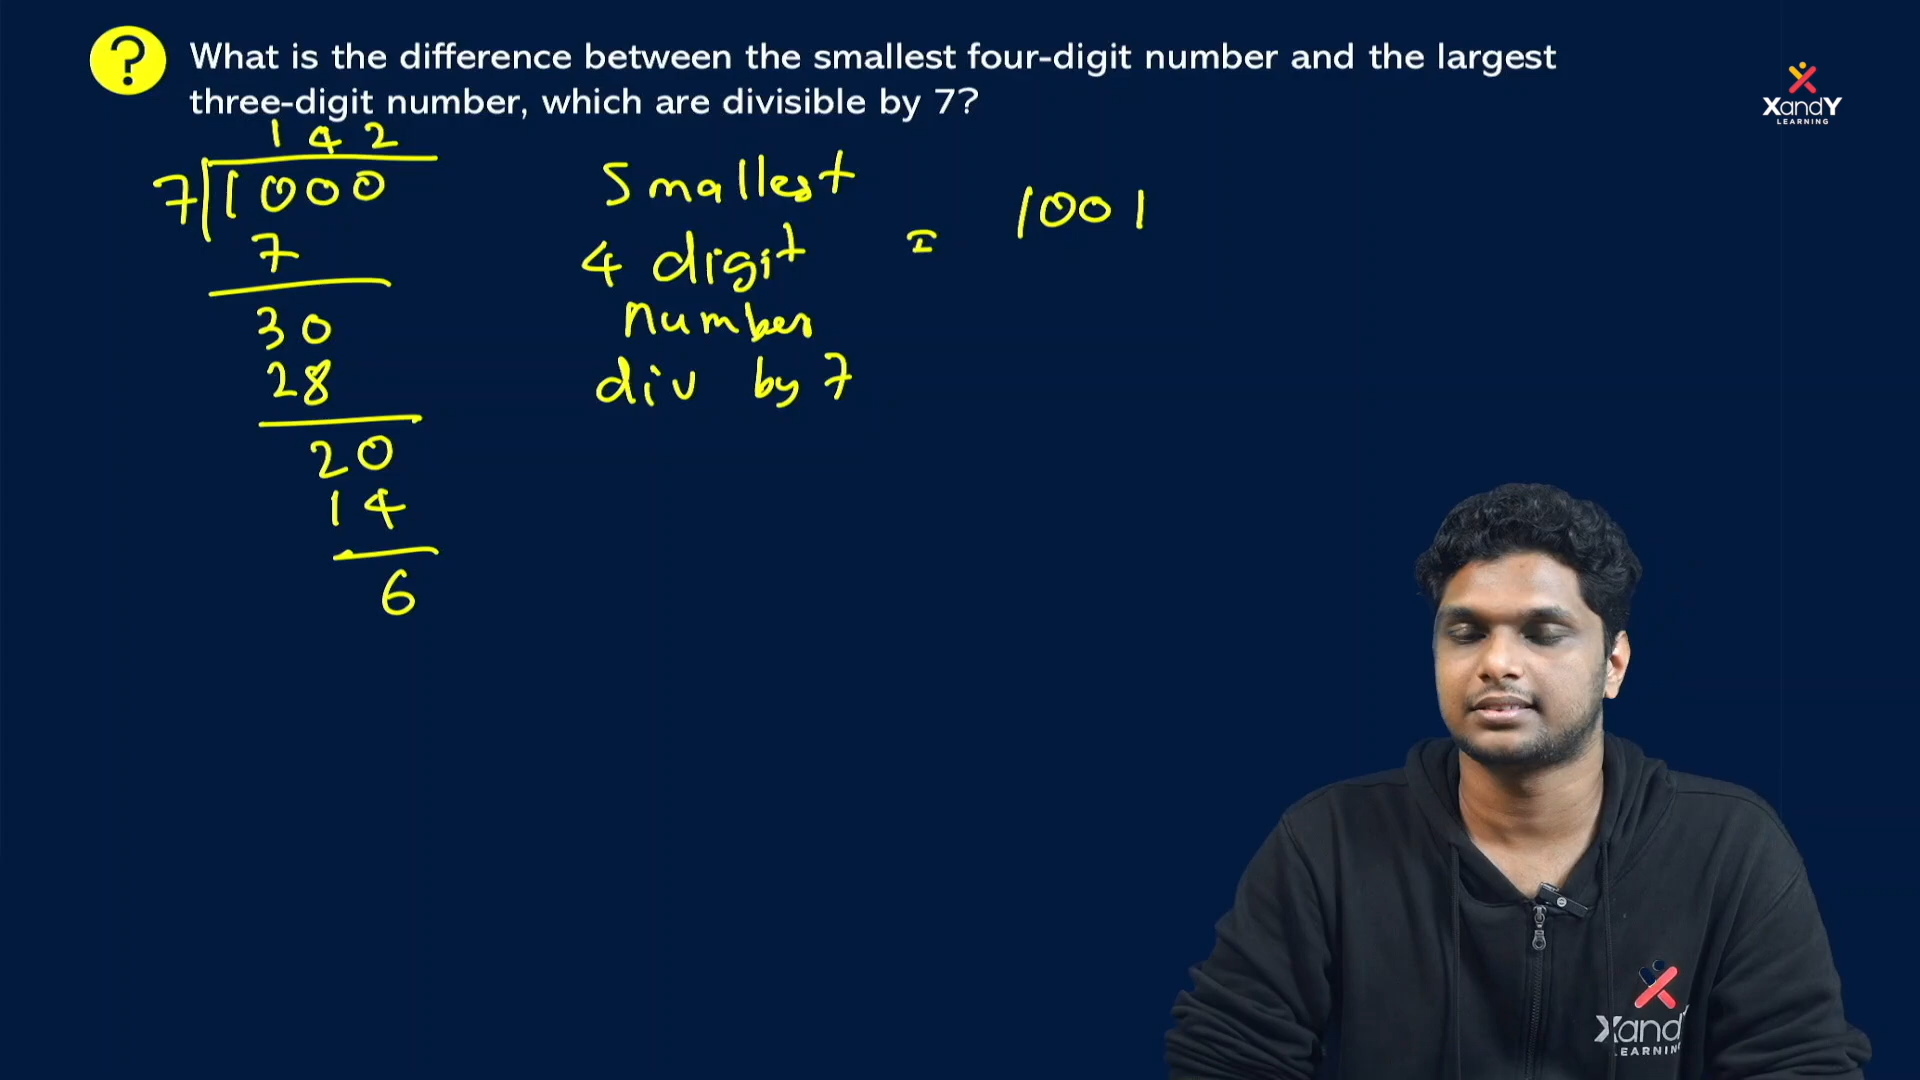 ?
What is the difference between the smallest four-digit number and the largest
three-digit number, which are divisible by 7?
XandY
LEARNING
142
7 1000
7
30
28
20
14
6
Smallest
4 digit
number
div by 7
= 1001
XandY
LEARNING